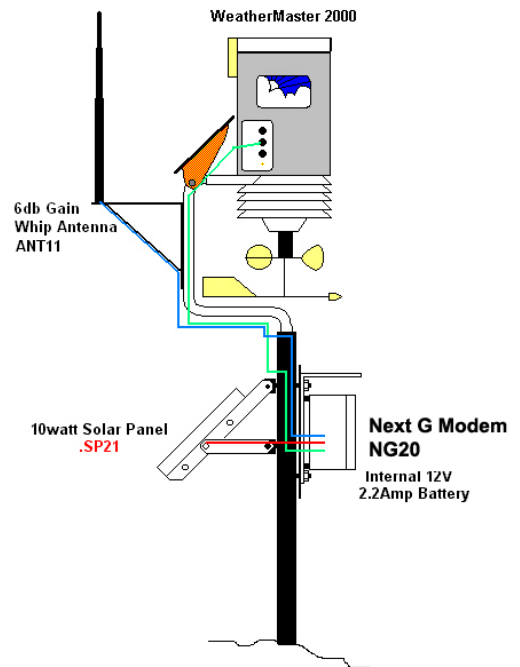 WeatherMaster 2000
6db Gain
Whip Antenna
ANT11
10watt Solar Panel
.SP21
Next G Modem
NG20
Internal 12V
2.2Amp Battery